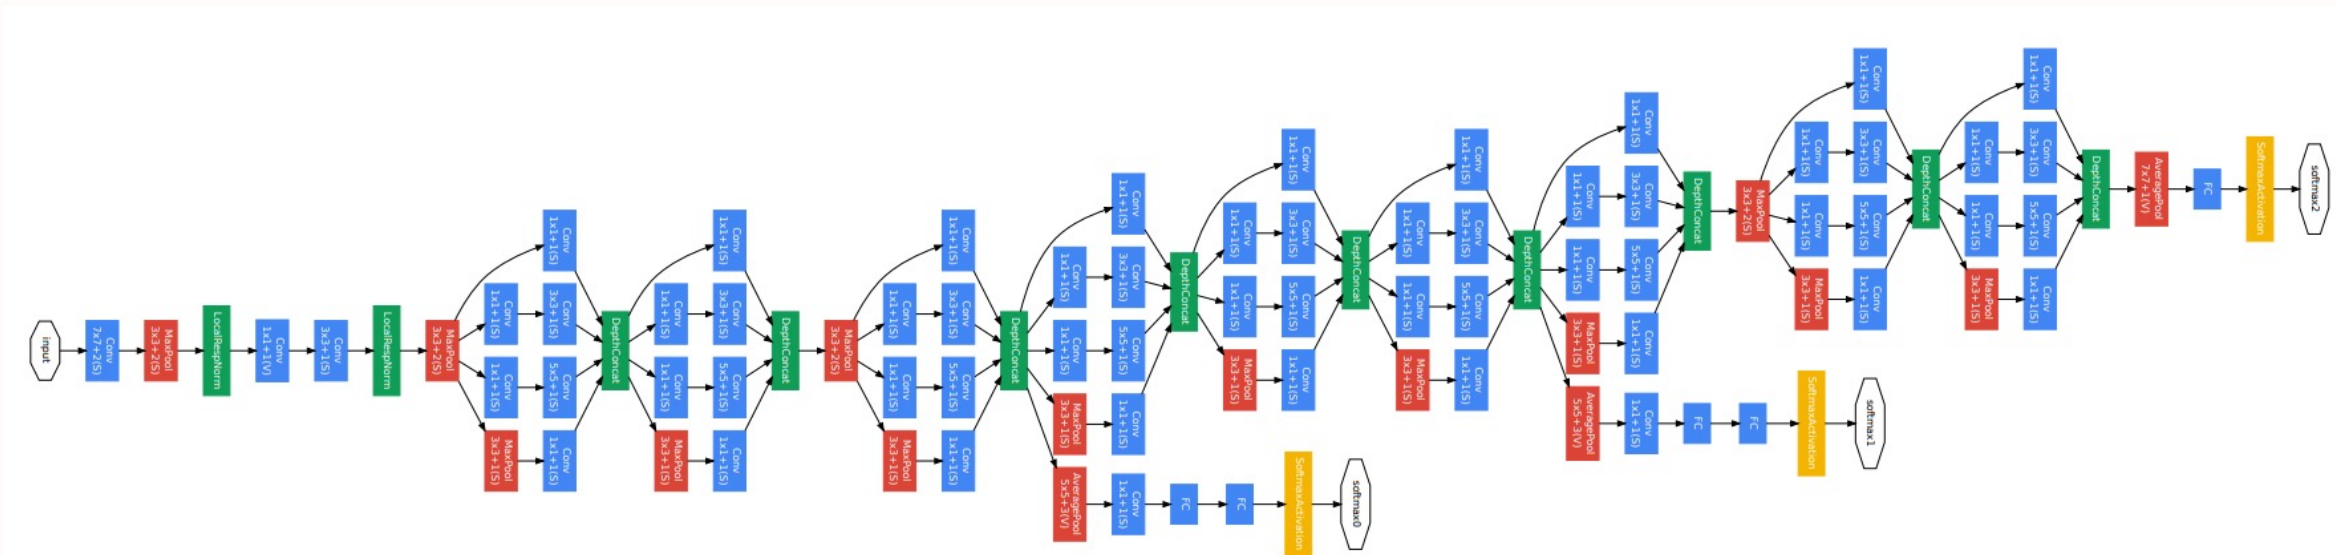 input
Conv
7x7+2(S)
MaxPool
3x3+2(S)
LocalRespNorm
Conv
1x1+1(V)
Conv
3x3+1(S)
LocalRespNorm
MaxPool
3x3+2(S)
Conv
1x1+1(S)
Conv
1x1+1(S)
MaxPool
3x3+1(S)
Conv
1x1+1(S)
Conv
3x3+1(S)
Conv
5x5+1(S)
Conv
1x1+1(S)
DepthConcat
Conv
1x1+1(S)
Conv
1x1+1(S)
MaxPool
3x3+1(S)
Conv
1x1+1(S)
Conv
3x3+1(S)
Conv
5x5+1(S)
Conv
1x1+1(S)
DepthConcat
MaxPool
3x3+2(S)
Conv
1x1+1(S)
Conv
1x1+1(S)
MaxPool
3x3+1(S)
Conv
1x1+1(S)
Conv
3x3+1(S)
Conv
5x5+1(S)
Conv
1x1+1(S)
DepthConcat
Conv
1x1+1(S)
Conv
1x1+1(S)
MaxPool
3x3+1(S)
AveragePool
5x5+3(V)
Conv
1x1+1(S)
Conv
3x3+1(S)
Conv
5x5+1(S)
Conv
1x1+1(S)
Conv
1x1+1(S)
DepthConcat
FC
FC
SoftmaxActivation
softmax0
Conv
1x1+1(S)
Conv
1x1+1(S)
MaxPool
3x3+1(S)
Conv
1x1+1(S)
Conv
3x3+1(S)
Conv
5x5+1(S)
Conv
1x1+1(S)
DepthConcat
Conv
1x1+1(S)
Conv
1x1+1(S)
MaxPool
3x3+1(S)
Conv
1x1+1(S)
Conv
3x3+1(S)
Conv
5x5+1(S)
Conv
1x1+1(S)
DepthConcat
Conv
1x1+1(S)
Conv
1x1+1(S)
MaxPool
3x3+1(S)
AveragePool
5x5+3(V)
Conv
1x1+1(S)
Conv
3x3+1(S)
Conv
5x5+1(S)
Conv
1x1+1(S)
Conv
1x1+1(S)
DepthConcat
FC
FC
SoftmaxActivation
softmax1
MaxPool
3x3+2(S)
Conv
1x1+1(S)
Conv
1x1+1(S)
MaxPool
3x3+1(S)
Conv
1x1+1(S)
Conv
3x3+1(S)
Conv
5x5+1(S)
Conv
1x1+1(S)
DepthConcat
Conv
1x1+1(S)
Conv
1x1+1(S)
MaxPool
3x3+1(S)
Conv
1x1+1(S)
Conv
3x3+1(S)
Conv
5x5+1(S)
Conv
1x1+1(S)
DepthConcat
AveragePool
7x7+1(V)
FC
SoftmaxActivation
softmax2